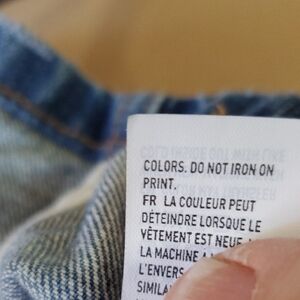 COLORS. DO NOT IRON ON
PRINT.
FR LA COULEUR PEUT
DÉTEINDRE LORSQUE LE
VÊTEMENT EST NEUF.
LA MACHINE À
L'ENVERS